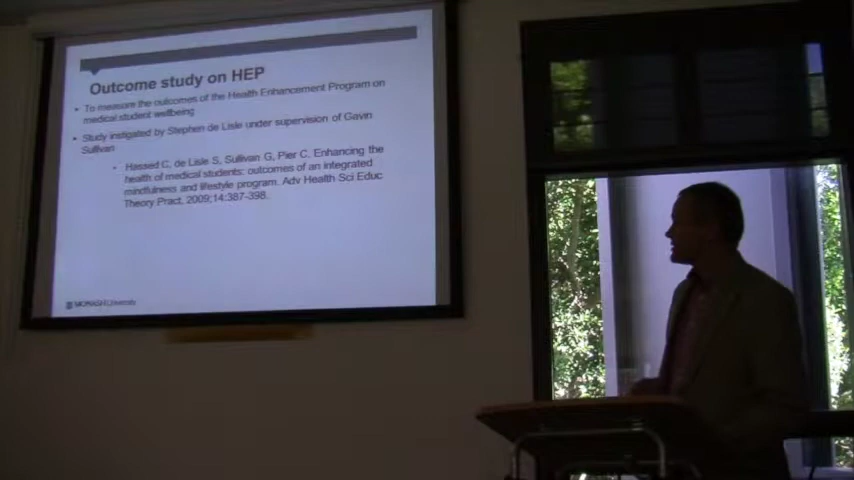 Outcome study on HEP
• To measure the outcomes of the Health Enhancement Program on
medical student wellbeing
• Study instigated by Stephen de Lisle under supervision of Gavin
Sullivan
• Hassed C, de Lisle S, Sullivan G, Pier C. Enhancing the
health of medical students: outcomes of an integrated
mindfulness and lifestyle program. Adv Health Sci Educ
Theory Pract. 2009;14:387-398.
MONASH University